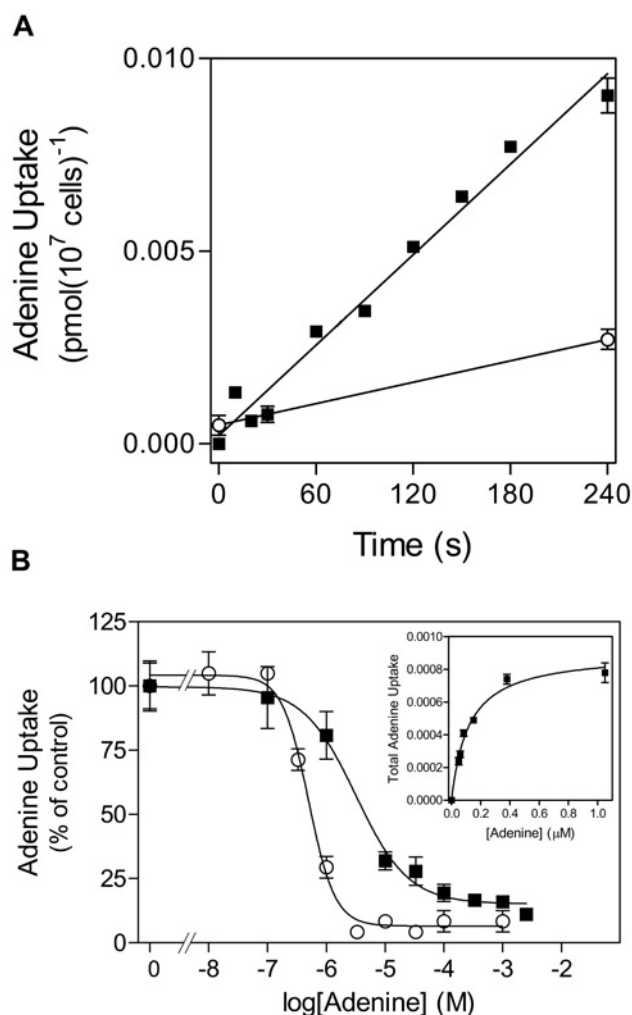 A
Adenine Uptake
(pmol(10⁷ cells)⁻¹
0.010
0.005
0.000
0 60 120 180 240
Time (s)
B
Adenine Uptake
(% of control)
125
100
75
50
25
0
0 -8 -7 -6 -5 -4 -3 -2
log[Adenine] (M)
Total Adenine Uptake
0.0010
0.0008
0.0006
0.0004
0.0002
0.0000
0.0 0.2 0.4 0.6 0.8 1.0
[Adenine] (μM)